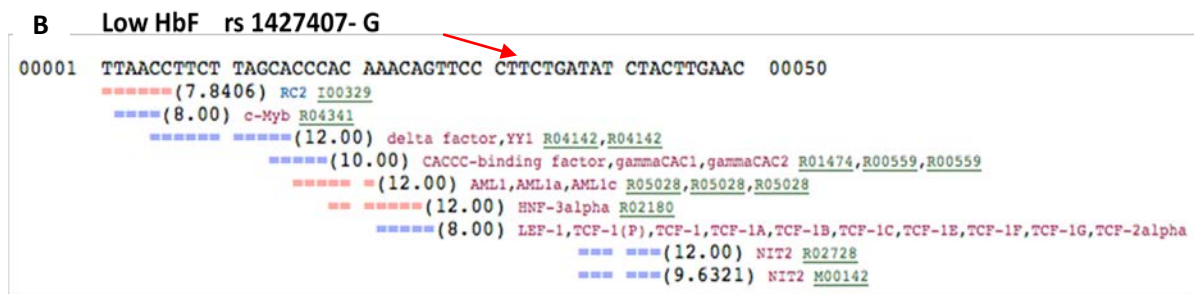 B Low HbF rs 1427407- G
00001 TTAACCTTCT TAGCACCCAC AAACAGTTCC CTTCTGATAT CTACTTGAAC 00050
======(7.8406) RC2 I00329
====(8.00) c-Myb R04341
====== =====(12.00) delta factor,YY1 R04142,R04142
=====(10.00) CACCC-binding factor,gammaCAC1,gammaCAC2 R01474,R00559,R00559
===== =(12.00) AML1,AML1a,AML1c R05028,R05028,R05028
== =====(12.00) HNF-3alpha R02180
=====(8.00) LEF-1,TCF-1(P),TCF-1,TCF-1A,TCF-1B,TCF-1C,TCF-1E,TCF-1F,TCF-1G,TCF-2alpha
=== ===(12.00) NIT2 R02728
=== ===(9.6321) NIT2 M00142